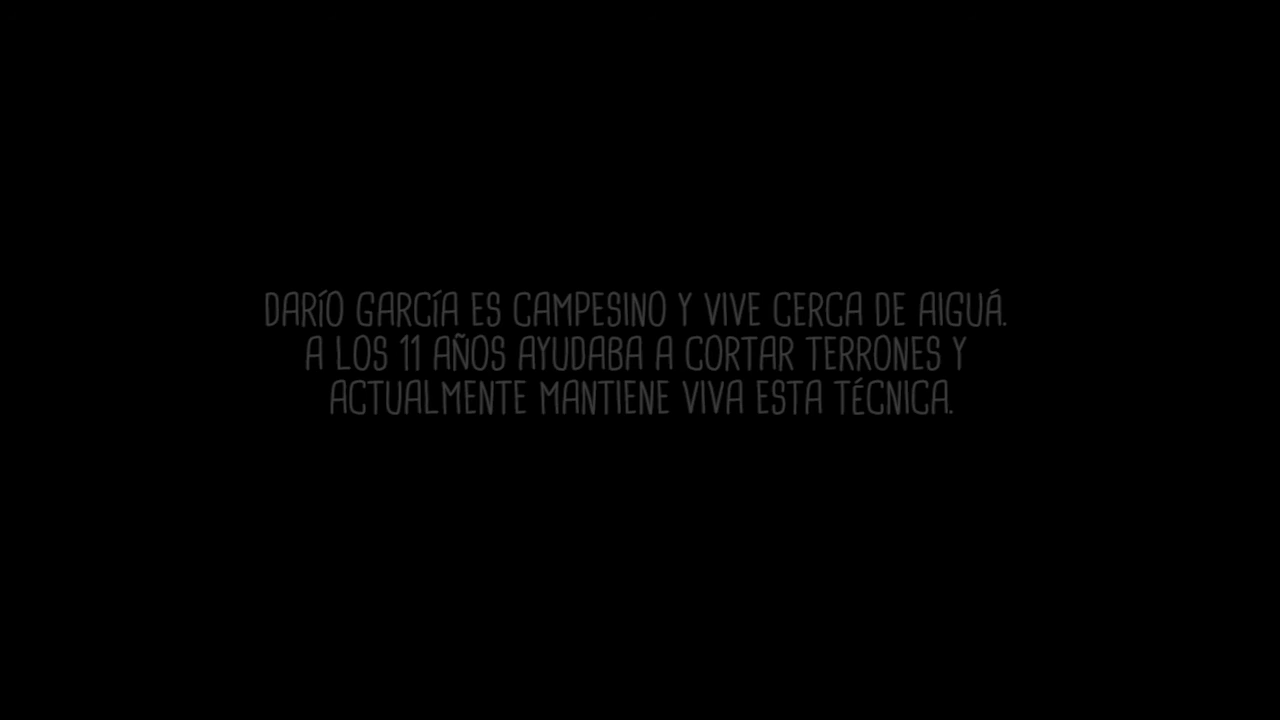 DARÍO GARCÍA ES CAMPESINO Y VIVE CERCA DE AIGUÁ.
A LOS 11 AÑOS AYUDABA A CORTAR TERRONES Y
ACTUALMENTE MANTIENE VIVA ESTA TÉCNICA.